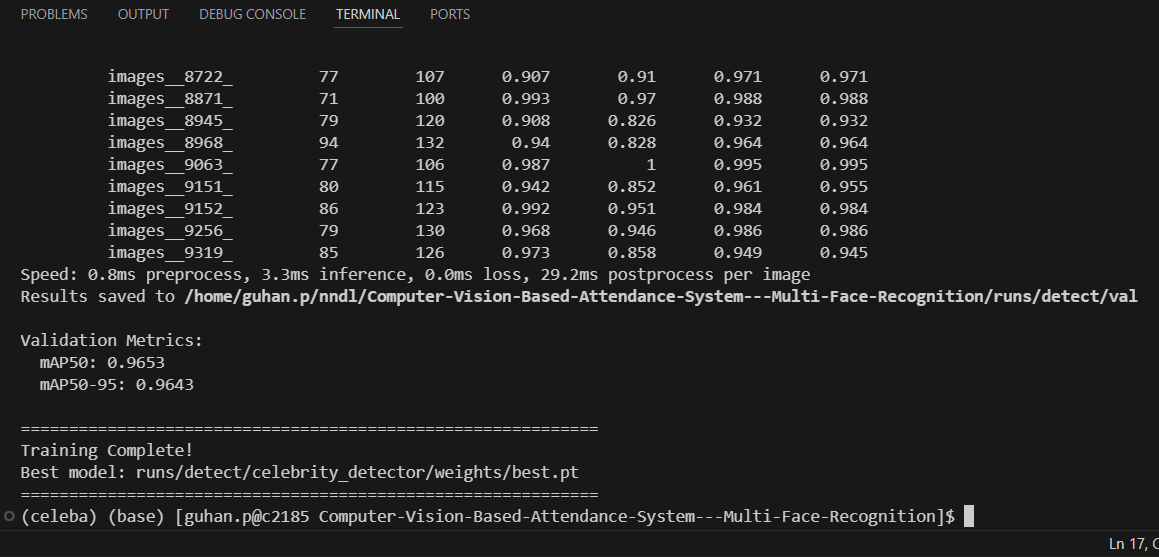 PROBLEMS OUTPUT DEBUG CONSOLE TERMINAL PORTS
images__8722_ 77 107 0.907 0.91 0.971 0.971
images__8871_ 71 100 0.993 0.97 0.988 0.988
images__8945_ 79 120 0.908 0.826 0.932 0.932
images__8968_ 94 132 0.94 0.828 0.964 0.964
images__9063_ 77 106 0.987 1 0.995 0.995
images__9151_ 80 115 0.942 0.852 0.961 0.955
images__9152_ 86 123 0.992 0.951 0.984 0.984
images__9256_ 79 130 0.968 0.946 0.986 0.986
images__9319_ 85 126 0.973 0.858 0.949 0.945
Speed: 0.8ms preprocess, 3.3ms inference, 0.0ms loss, 29.2ms postprocess per image
Results saved to /home/guhan.p/nndl/Computer-Vision-Based-Attendance-System---Multi-Face-Recognition/runs/detect/val
Validation Metrics:
mAP50: 0.9653
mAP50-95: 0.9643
============================================================
Training Complete!
Best model: runs/detect/celebrity_detector/weights/best.pt
============================================================
(celeba) (base) [guhan.p@c2185 Computer-Vision-Based-Attendance-System---Multi-Face-Recognition]$
Ln 17, C